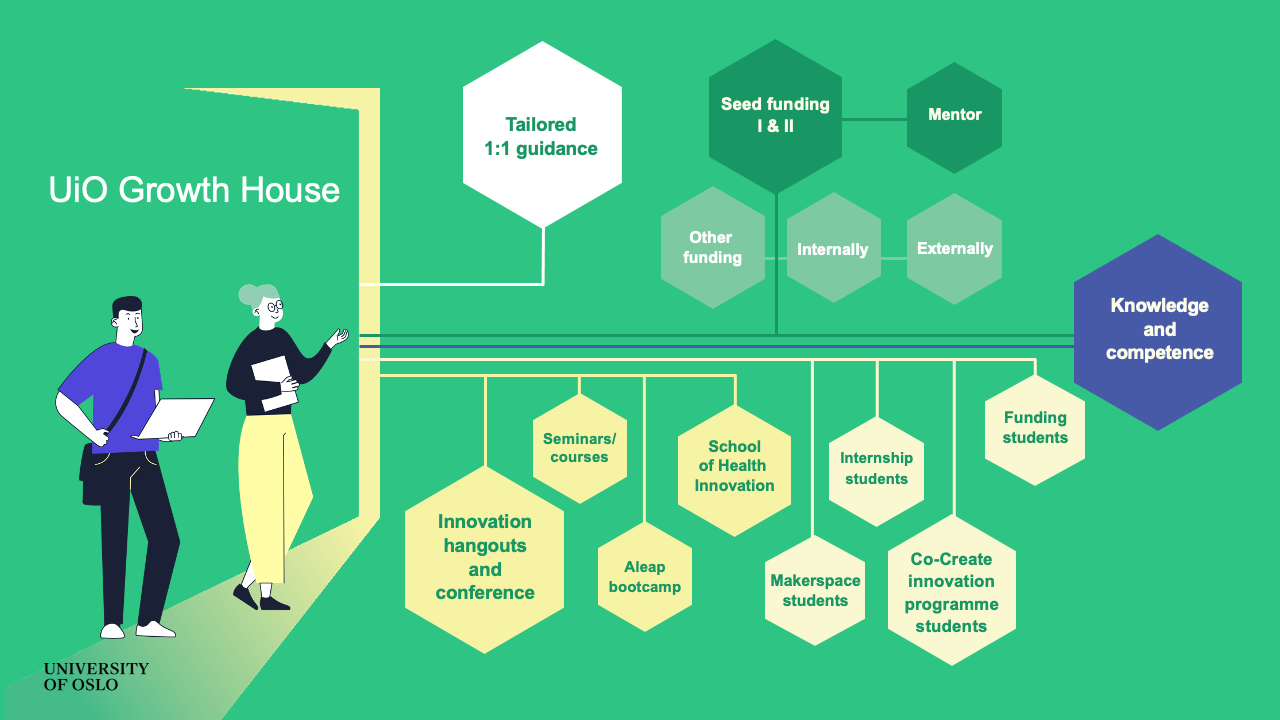 UiO Growth House
Tailored
1:1 guidance
Seed funding
I & II
Mentor
Other
funding
Internally
Externally
Knowledge
and
competence
Innovation
hangouts
and
conference
Seminars/
courses
Aleap
bootcamp
School
of Health
Innovation
Makerspace
students
Internship
students
Co-Create
innovation
programme
students
Funding
students
UNIVERSITY
OF OSLO